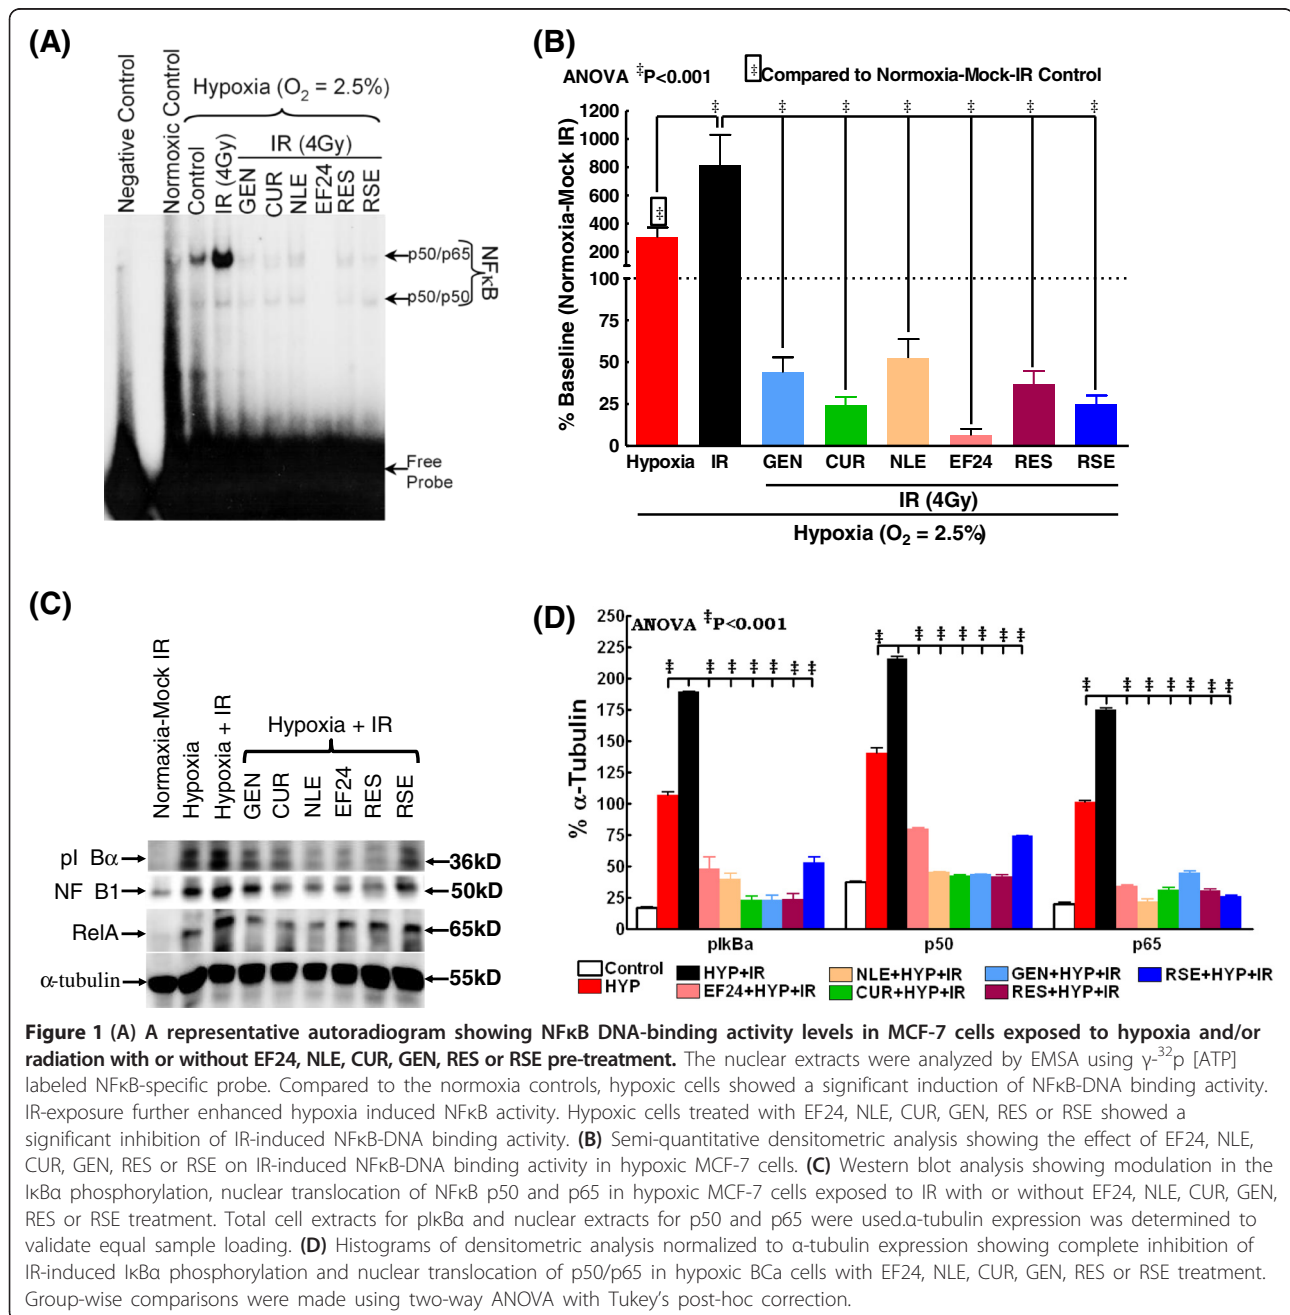 (A)
Negative Control
Normoxic Control
Hypoxia (O2 = 2.5%)
Control
IR (4Gy)
IR (4Gy)
GEN
CUR
NLE
EF24
RES
RSE
p50/p65
p50/p50
NFκB
Free
Probe
(B)
ANOVA ‡P<0.001
‡Compared to Normoxia-Mock-IR Control
% Baseline (Normoxia-Mock IR)
1200
1000
800
600
400
200
100
75
50
25
0
‡ ‡ ‡ ‡ ‡ ‡ ‡
‡
Hypoxia IR GEN CUR NLE EF24 RES RSE
IR (4Gy)
Hypoxia (O2 = 2.5%)
(C)
Normaxia-Mock IR
Hypoxia
Hypoxia + IR
Hypoxia + IR
GEN
CUR
NLE
EF24
RES
RSE
pI Bα
36kD
NF B1
50kD
RelA
65kD
α-tubulin
55kD
(D)
ANOVA ‡P<0.001
% α-Tubulin
250
225
200
175
150
125
100
75
50
25
0
‡ ‡ ‡ ‡ ‡ ‡ ‡
‡ ‡ ‡ ‡ ‡ ‡ ‡
‡ ‡ ‡ ‡ ‡ ‡ ‡
pIkBa p50 p65
Control HYP+IR NLE+HYP+IR GEN+HYP+IR RSE+HYP+IR
HYP EF24+HYP+IR CUR+HYP+IR RES+HYP+IR
Figure 1 (A) A representative autoradiogram showing NFκB DNA-binding activity levels in MCF-7 cells exposed to hypoxia and/or
radiation with or without EF24, NLE, CUR, GEN, RES or RSE pre-treatment. The nuclear extracts were analyzed by EMSA using γ-32p [ATP]
labeled NFκB-specific probe. Compared to the normoxia controls, hypoxic cells showed a significant induction of NFκB-DNA binding activity.
IR-exposure further enhanced hypoxia induced NFκB activity. Hypoxic cells treated with EF24, NLE, CUR, GEN, RES or RSE showed a
significant inhibition of IR-induced NFκB-DNA binding activity. (B) Semi-quantitative densitometric analysis showing the effect of EF24, NLE,
CUR, GEN, RES or RSE on IR-induced NFκB-DNA binding activity in hypoxic MCF-7 cells. (C) Western blot analysis showing modulation in the
IκBα phosphorylation, nuclear translocation of NFκB p50 and p65 in hypoxic MCF-7 cells exposed to IR with or without EF24, NLE, CUR, GEN,
RES or RSE treatment. Total cell extracts for pIκBα and nuclear extracts for p50 and p65 were used.α-tubulin expression was determined to
validate equal sample loading. (D) Histograms of densitometric analysis normalized to α-tubulin expression showing complete inhibition of
IR-induced IκBα phosphorylation and nuclear translocation of p50/p65 in hypoxic BCa cells with EF24, NLE, CUR, GEN, RES or RSE treatment.
Group-wise comparisons were made using two-way ANOVA with Tukey's post-hoc correction.